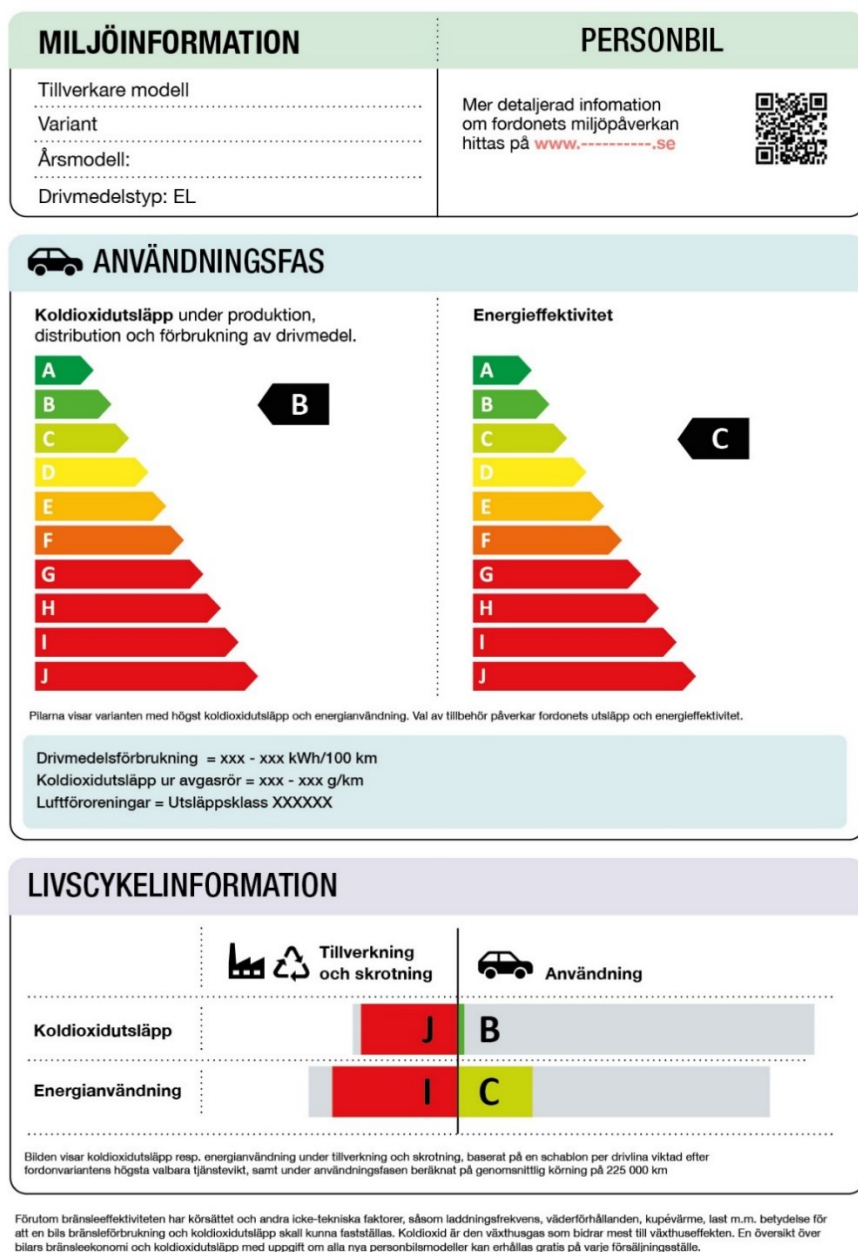 MILJÖINFORMATION
PERSONBIL
Tillverkare modell
Variant
Årsmodell:
Drivmedelstyp: EL
Mer detaljerad infomation
om fordonets miljöpåverkan
hittas på www.----------.se
ANVÄNDNINGSFAS
Koldioxidutsläpp under produktion,
distribution och förbrukning av drivmedel.
A
B
C
D
E
F
G
H
I
J
B
Energieffektivitet
A
B
C
D
E
F
G
H
I
J
C
Pilarna visar varianten med högst koldioxidutsläpp och energianvändning. Val av tillbehör påverkar fordonets utsläpp och energieffektivitet.
Drivmedelsförbrukning = xxx - xxx kWh/100 km
Koldioxidutsläpp ur avgasrör = xxx - xxx g/km
Luftföroreningar = Utsläppsklass XXXXXX
LIVSCYKELINFORMATION
Tillverkning
och skrotning
Användning
Koldioxidutsläpp
J B
Energianvändning
I C
Bilden visar koldioxidutsläpp resp. energianvändning under tillverkning och skrotning, baserat på en schablon per drivlina viktad efter
fordonvariantens högsta valbara tjänstevikt, samt under användningsfasen beräknat på genomsnittlig körning på 225 000 km
Förutom bränsleeffektiviteten har körsättet och andra icke-tekniska faktorer, såsom laddningsfrekvens, väderförhållanden, kupévärme, last m.m. betydelse för
att en bils bränsleförbrukning och koldioxidutsläpp skall kunna fastställas. Koldioxid är den växthusgas som bidrar mest till växthuseffekten. En översikt över
bilars bränsleekonomi och koldioxidutsläpp med uppgift om alla nya personbilsmodeller kan erhållas gratis på varje försäljningsställe.